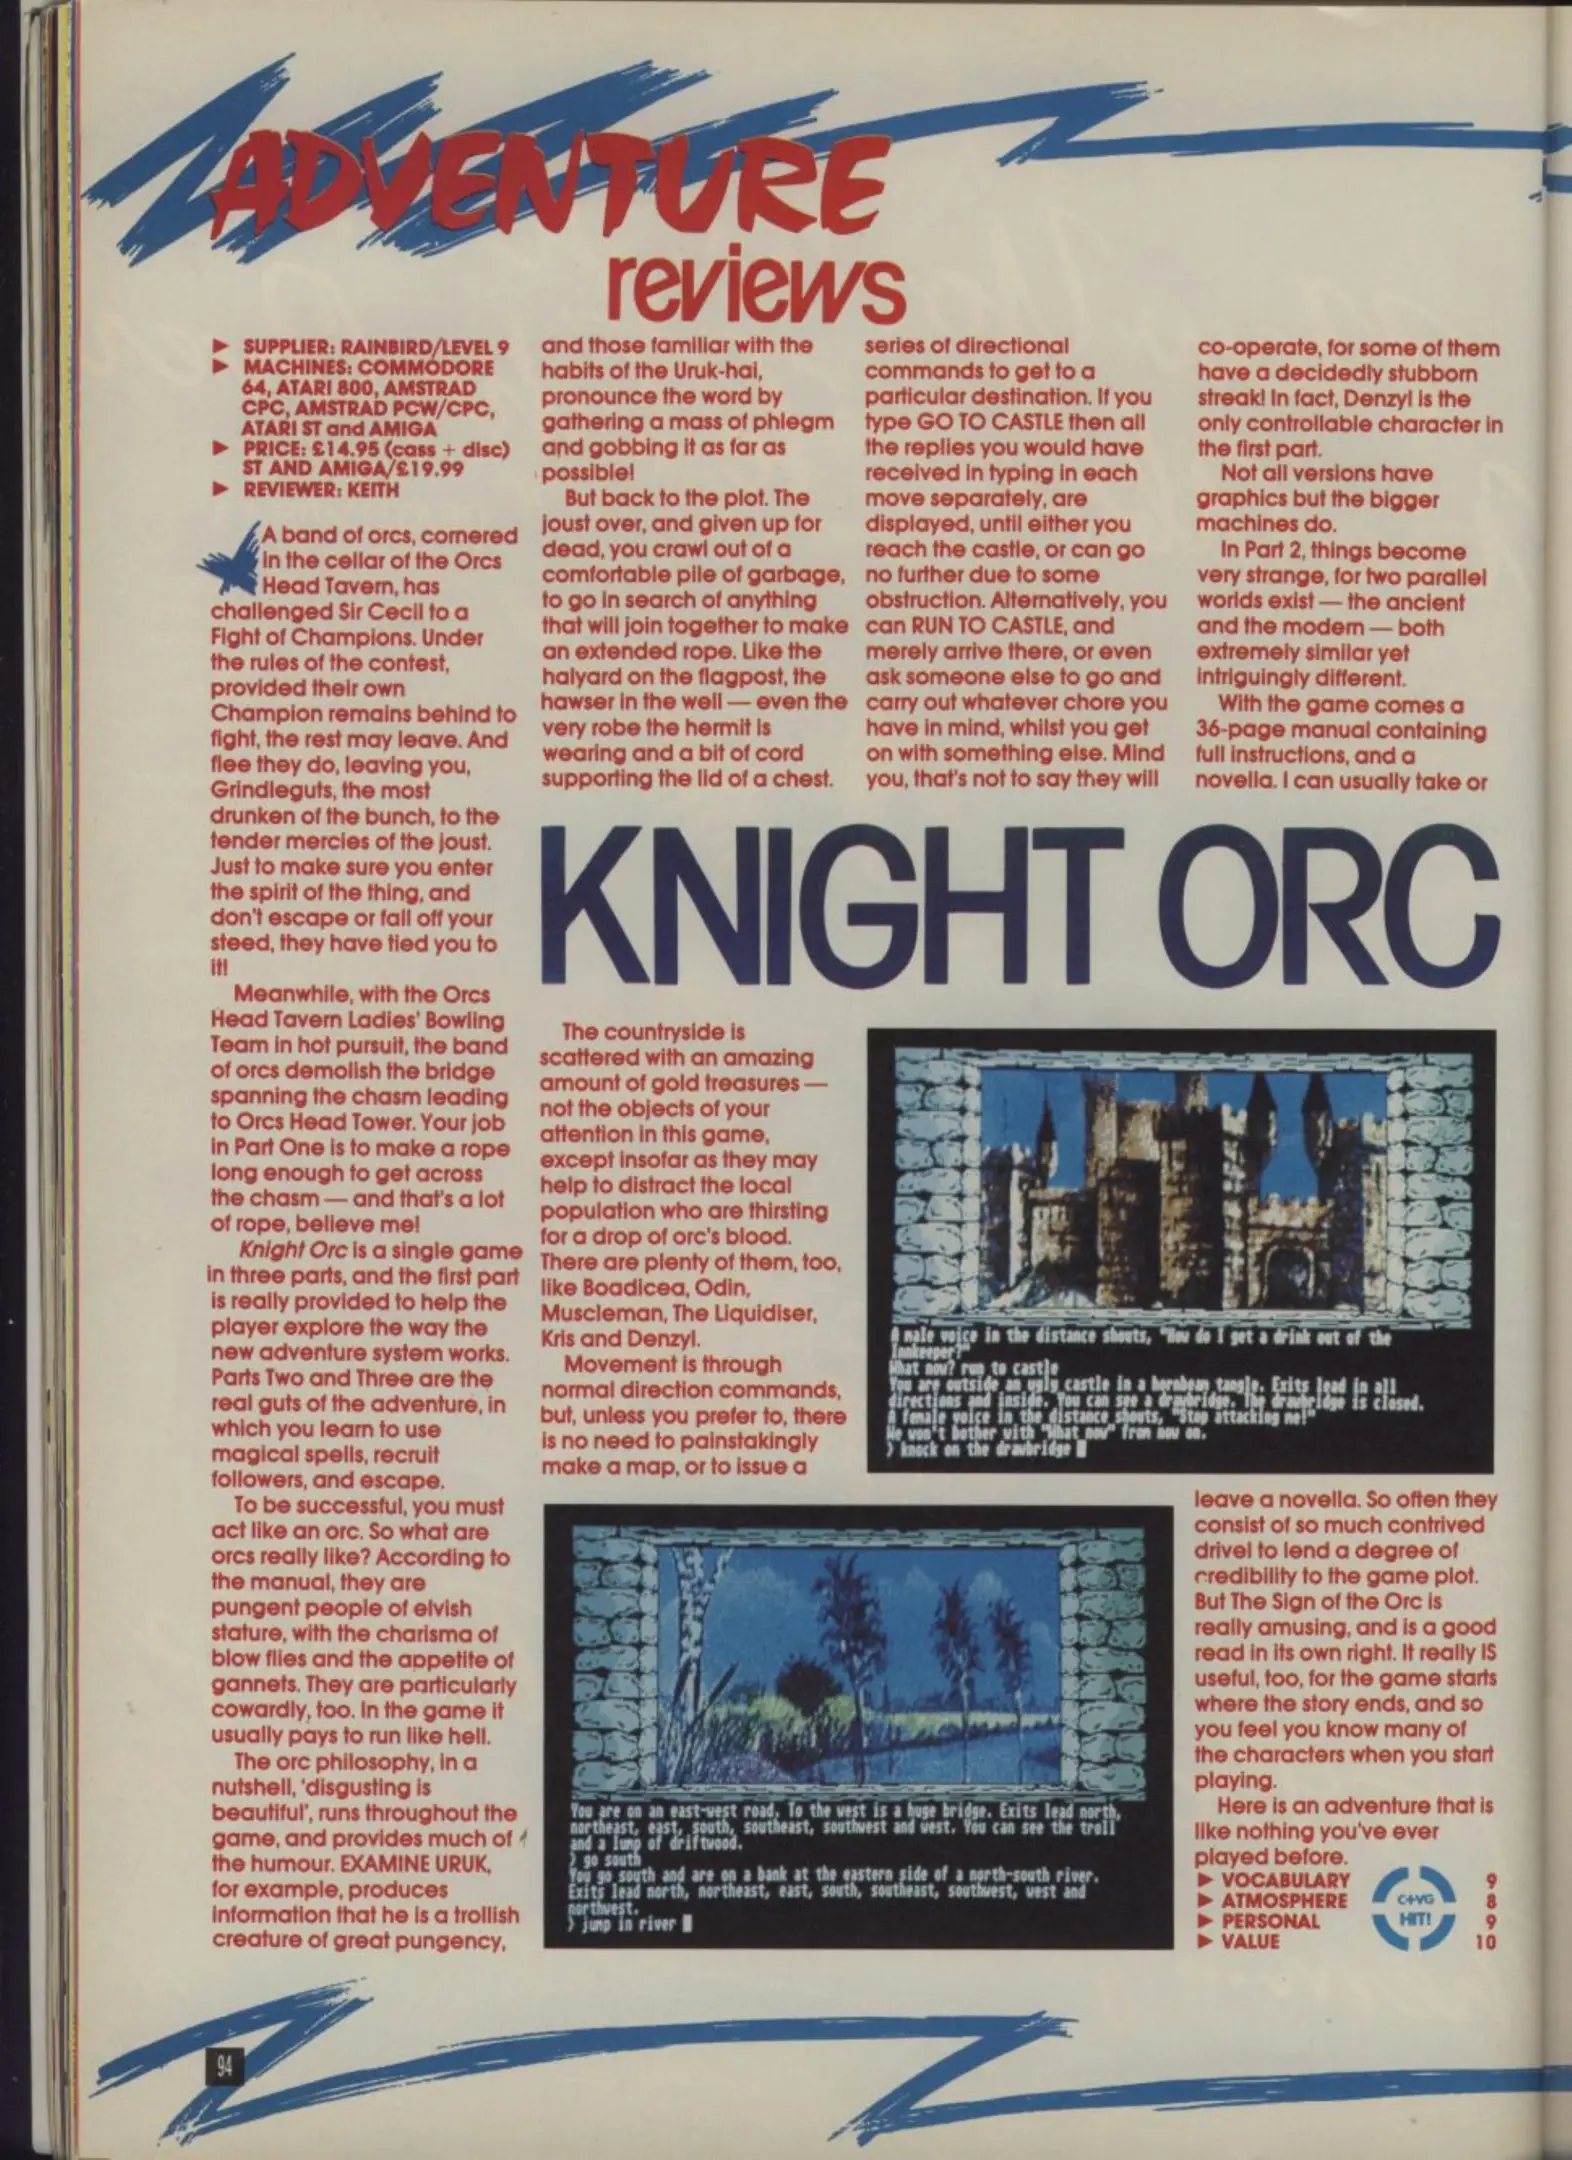 ADVENTURE
reviews
▶ SUPPLIER: RAINBIRD/LEVEL 9
▶ MACHINES: COMMODORE
64, ATARI 800, AMSTRAD
CPC, AMSTRAD PCW/CPC,
ATARI ST and AMIGA
▶ PRICE: £14.95 (cass + disc)
ST AND AMIGA/£19.99
▶ REVIEWER: KEITH
A band of orcs, cornered
in the cellar of the Orcs
Head Tavern, has
challenged Sir Cecil to a
Fight of Champions. Under
the rules of the contest,
provided their own
Champion remains behind to
fight, the rest may leave. And
flee they do, leaving you,
Grindleguts, the most
drunken of the bunch, to the
tender mercies of the joust.
Just to make sure you enter
the spirit of the thing, and
don't escape or fall off your
steed, they have tied you to
it!
Meanwhile, with the Orcs
Head Tavern Ladies' Bowling
Team in hot pursuit, the band
of orcs demolish the bridge
spanning the chasm leading
to Orcs Head Tower. Your job
in Part One is to make a rope
long enough to get across
the chasm — and that's a lot
of rope, believe me!
Knight Orc is a single game
in three parts, and the first part
is really provided to help the
player explore the way the
new adventure system works.
Parts Two and Three are the
real guts of the adventure, in
which you learn to use
magical spells, recruit
followers, and escape.
To be successful, you must
act like an orc. So what are
orcs really like? According to
the manual, they are
pungent people of elvish
stature, with the charisma of
blow flies and the appetite of
gannets. They are particularly
cowardly, too. In the game it
usually pays to run like hell.
The orc philosophy, in a
nutshell, 'disgusting is
beautiful', runs throughout the
game, and provides much of
the humour. EXAMINE URUK,
for example, produces
information that he is a trollish
creature of great pungency,
and those familiar with the
habits of the Uruk-hai,
pronounce the word by
gathering a mass of phlegm
and gobbing it as far as
possible!
But back to the plot. The
joust over, and given up for
dead, you crawl out of a
comfortable pile of garbage,
to go in search of anything
that will join together to make
an extended rope. Like the
halyard on the flagpost, the
hawser in the well — even the
very robe the hermit is
wearing and a bit of cord
supporting the lid of a chest.
KNIGHT ORC
The countryside is
scattered with an amazing
amount of gold treasures —
not the objects of your
attention in this game,
except insofar as they may
help to distract the local
population who are thirsting
for a drop of orc's blood.
There are plenty of them, too,
like Boadicea, Odin,
Muscleman, The Liquidiser,
Kris and Denzyl.
Movement is through
normal direction commands,
but, unless you prefer to, there
is no need to painstakingly
make a map, or to issue a
series of directional
commands to get to a
particular destination. If you
type GO TO CASTLE then all
the replies you would have
received in typing in each
move separately, are
displayed, until either you
reach the castle, or can go
no further due to some
obstruction. Alternatively, you
can RUN TO CASTLE, and
merely arrive there, or even
ask someone else to go and
carry out whatever chore you
have in mind, whilst you get
on with something else. Mind
you, that's not to say they will
co-operate, for some of them
have a decidedly stubborn
streak! In fact, Denzyl is the
only controllable character in
the first part.
Not all versions have
graphics but the bigger
machines do.
In Part 2, things become
very strange, for two parallel
worlds exist — the ancient
and the modern — both
extremely similar yet
intriguingly different.
With the game comes a
36-page manual containing
full instructions, and a
novella. I can usually take or
A male voice in the distance shouts, "How do I get a drink out of the
Innkeeper?"
What now? run to castle
You are outside an ugly castle in a hornbeam tangle. Exits lead in all
directions and inside. You can see a drawbridge. The drawbridge is closed.
A female voice in the distance shouts, "Stop attacking me!"
We won't bother with "What now" from now on.
> knock on the drawbridge
You are on an east-west road. To the west is a huge bridge. Exits lead north,
northeast, east, south, southeast, southwest and west. You can see the troll
and a lump of driftwood.
> go south
You go south and are on a bank at the eastern side of a north-south river.
Exits lead north, northeast, east, south, southeast, southwest, west and
northwest.
> jump in river
leave a novella. So often they
consist of so much contrived
drivel to lend a degree of
credibility to the game plot.
But The Sign of the Orc is
really amusing, and is a good
read in its own right. It really IS
useful, too, for the game starts
where the story ends, and so
you feel you know many of
the characters when you start
playing.
Here is an adventure that is
like nothing you've ever
played before.
▶ VOCABULARY 9
▶ ATMOSPHERE 8
▶ PERSONAL 9
▶ VALUE 10
C+VG
HIT!
94